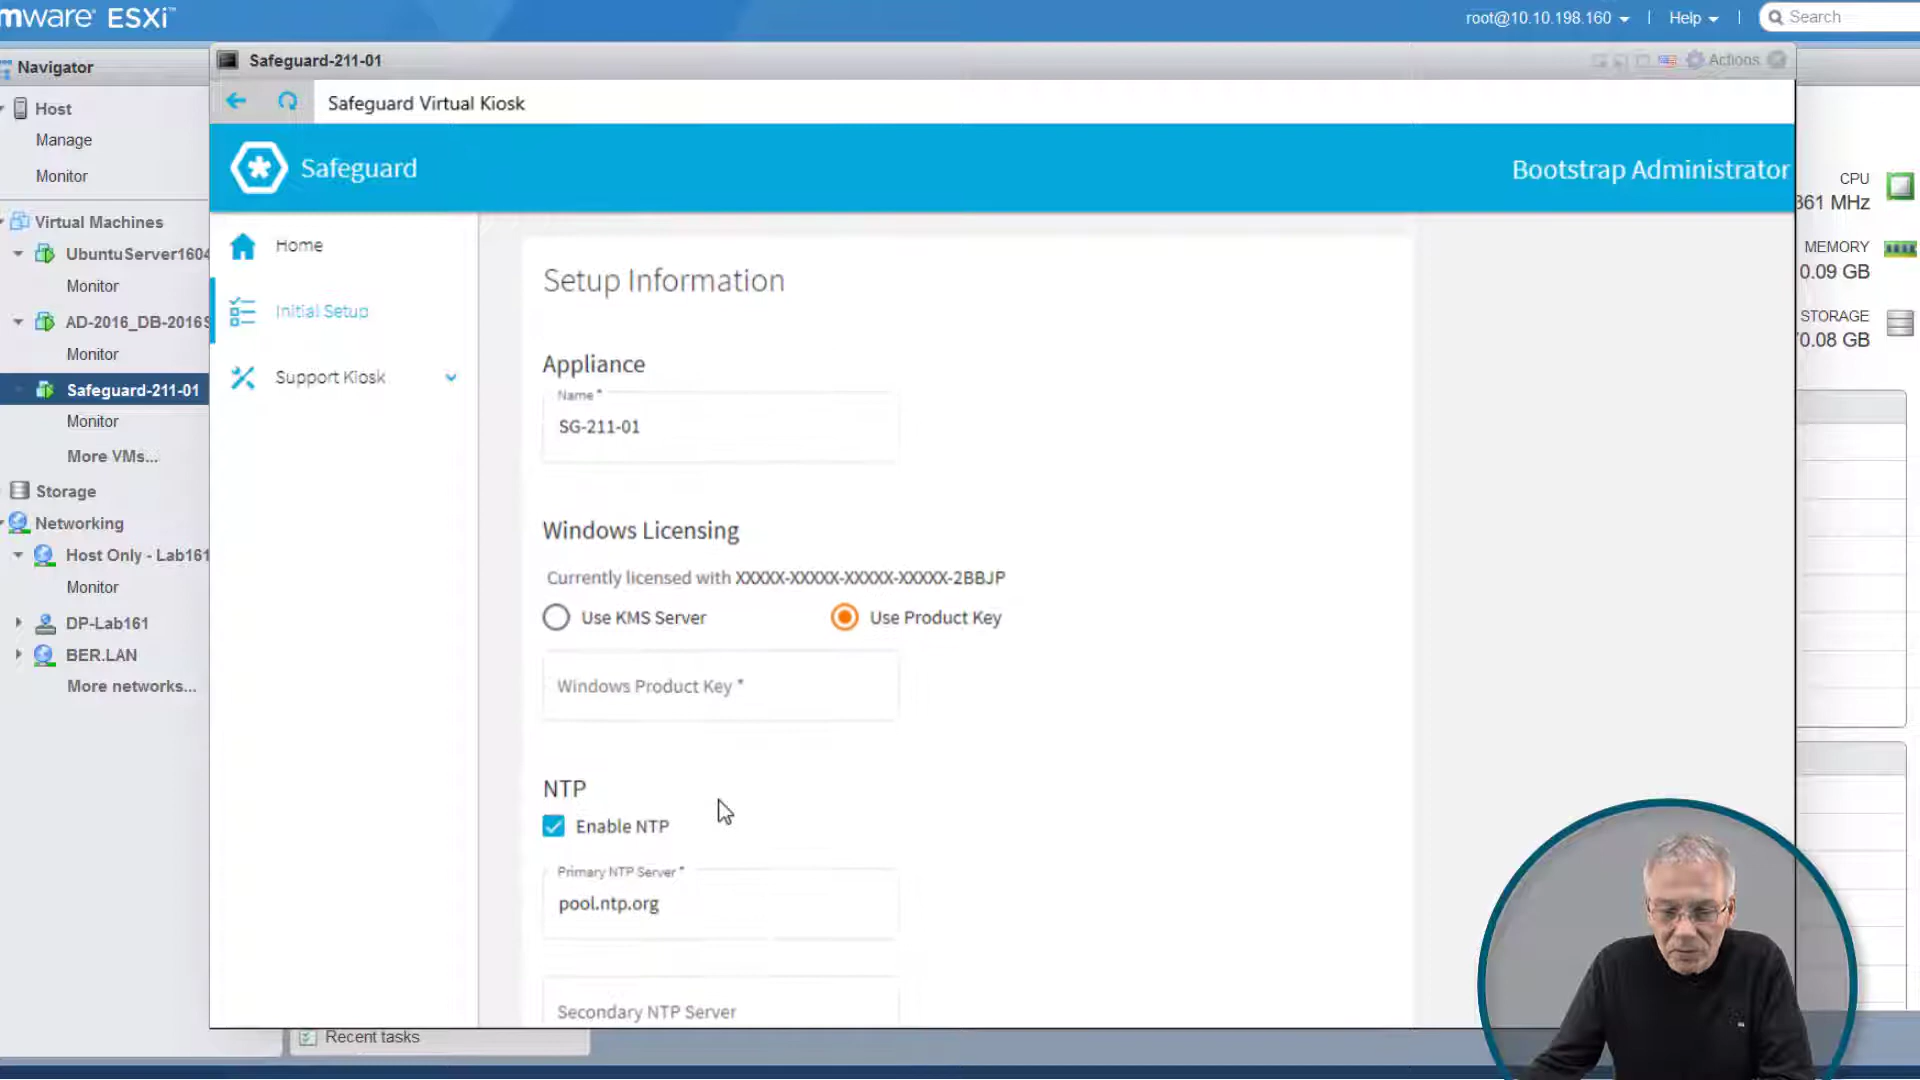 mware ESXi™
root@10.10.198.160
Help
Search
Navigator
Host
Manage
Monitor
Virtual Machines
UbuntuServer1604
Monitor
AD-2016_DB-2016S
Monitor
Safeguard-211-01
Monitor
More VMs...
Storage
Networking
Host Only - Lab161
Monitor
DP-Lab161
BER.LAN
More networks...
Safeguard-211-01
Actions
Safeguard Virtual Kiosk
Safeguard
Bootstrap Administrator
Home
Initial Setup
Support Kiosk
Setup Information
Appliance
Name *
SG-211-01
Windows Licensing
Currently licensed with XXXXX-XXXXX-XXXXX-XXXXX-2BBJP
Use KMS Server
Use Product Key
Windows Product Key *
NTP
Enable NTP
Primary NTP Server *
pool.ntp.org
Secondary NTP Server
CPU
361 MHz
MEMORY
0.09 GB
STORAGE
0.08 GB
Recent tasks